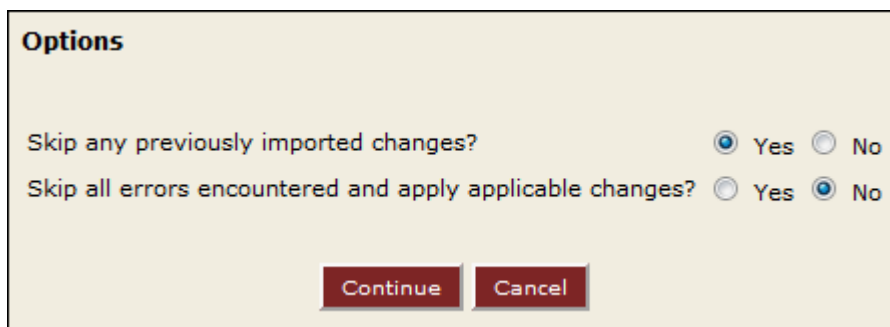 Options
Skip any previously imported changes? Yes No
Skip all errors encountered and apply applicable changes? Yes No
Continue Cancel